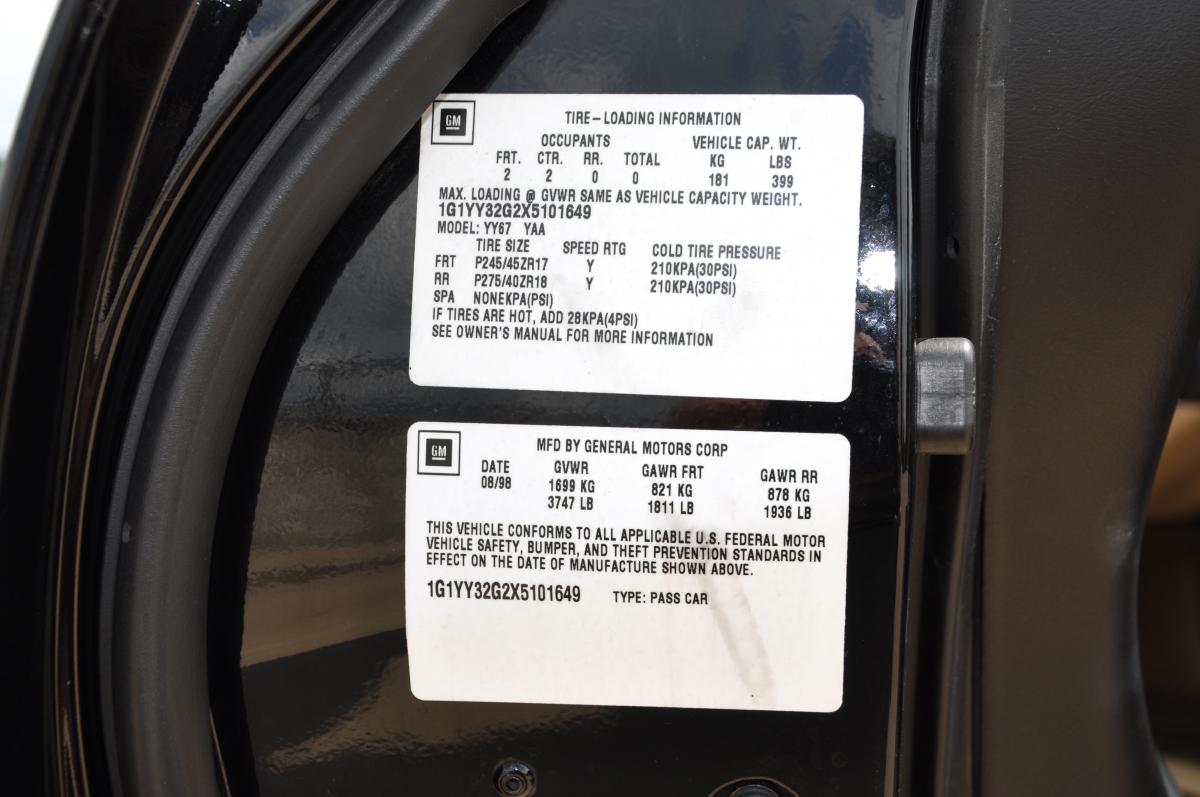 GM
TIRE-LOADING INFORMATION
OCCUPANTS VEHICLE CAP. WT.
FRT. CTR. RR. TOTAL KG LBS
2 2 0 0 181 399
MAX. LOADING @ GVWR SAME AS VEHICLE CAPACITY WEIGHT.
1G1YY32G2X5101649
MODEL: YY67 YAA
TIRE SIZE SPEED RTG COLD TIRE PRESSURE
FRT P245/45ZR17 Y 210KPA(30PSI)
RR P275/40ZR18 Y 210KPA(30PSI)
SPA NONEKPA(PSI)
IF TIRES ARE HOT, ADD 28KPA(4PSI)
SEE OWNER'S MANUAL FOR MORE INFORMATION
GM
MFD BY GENERAL MOTORS CORP
DATE GVWR GAWR FRT GAWR RR
08/98 1699 KG 821 KG 878 KG
3747 LB 1811 LB 1936 LB
THIS VEHICLE CONFORMS TO ALL APPLICABLE U.S. FEDERAL MOTOR
VEHICLE SAFETY, BUMPER, AND THEFT PREVENTION STANDARDS IN
EFFECT ON THE DATE OF MANUFACTURE SHOWN ABOVE.
1G1YY32G2X5101649 TYPE: PASS CAR